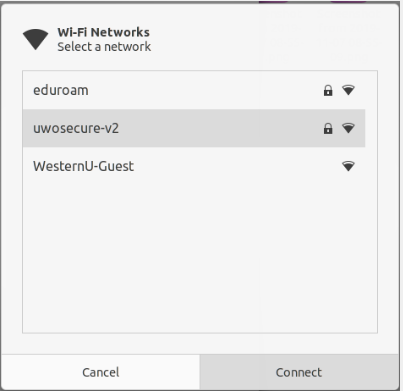 Wi-Fi Networks
Select a network
eduroam
uwosecure-v2
WesternU-Guest
Cancel
Connect